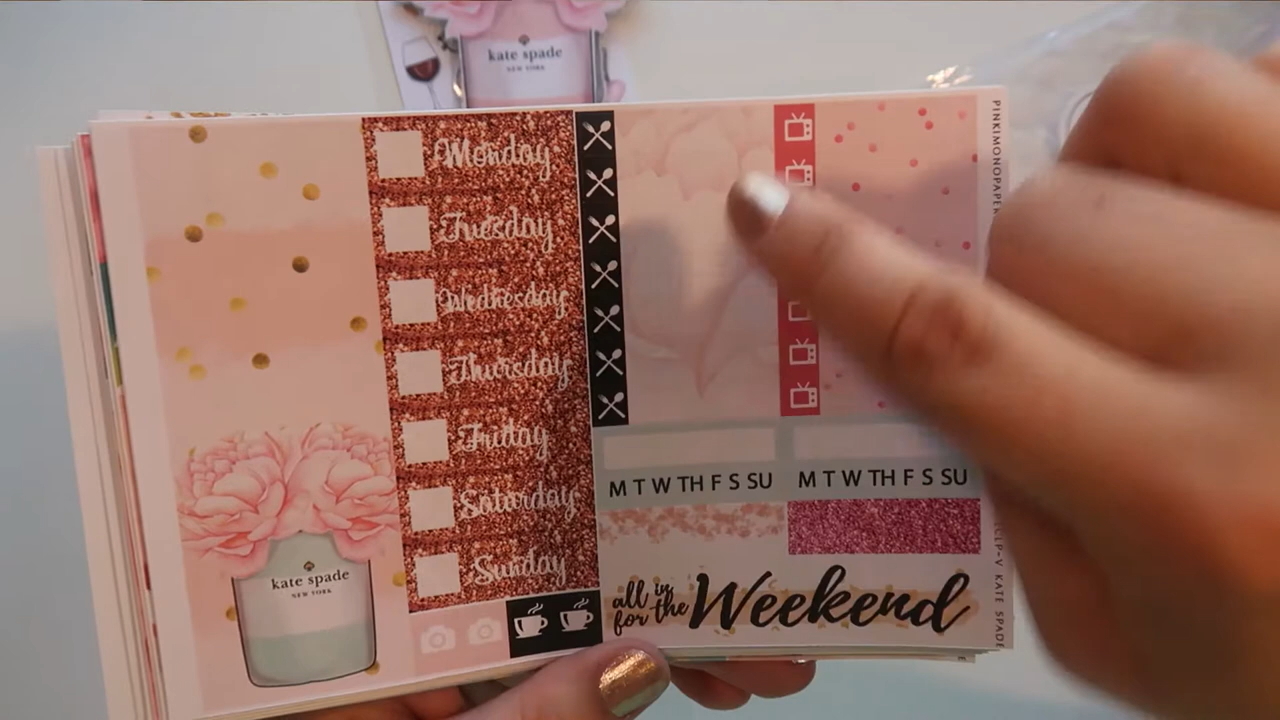 kate spade
NEW YORK
Monday
Tuesday
Wednesday
Thursday
Friday
Saturday
Sunday
kate spade
NEW YORK
M T W TH F S SU
M T W TH F S SU
all in
for the Weekend
PINKIMONOPAPER
KATE SPADE